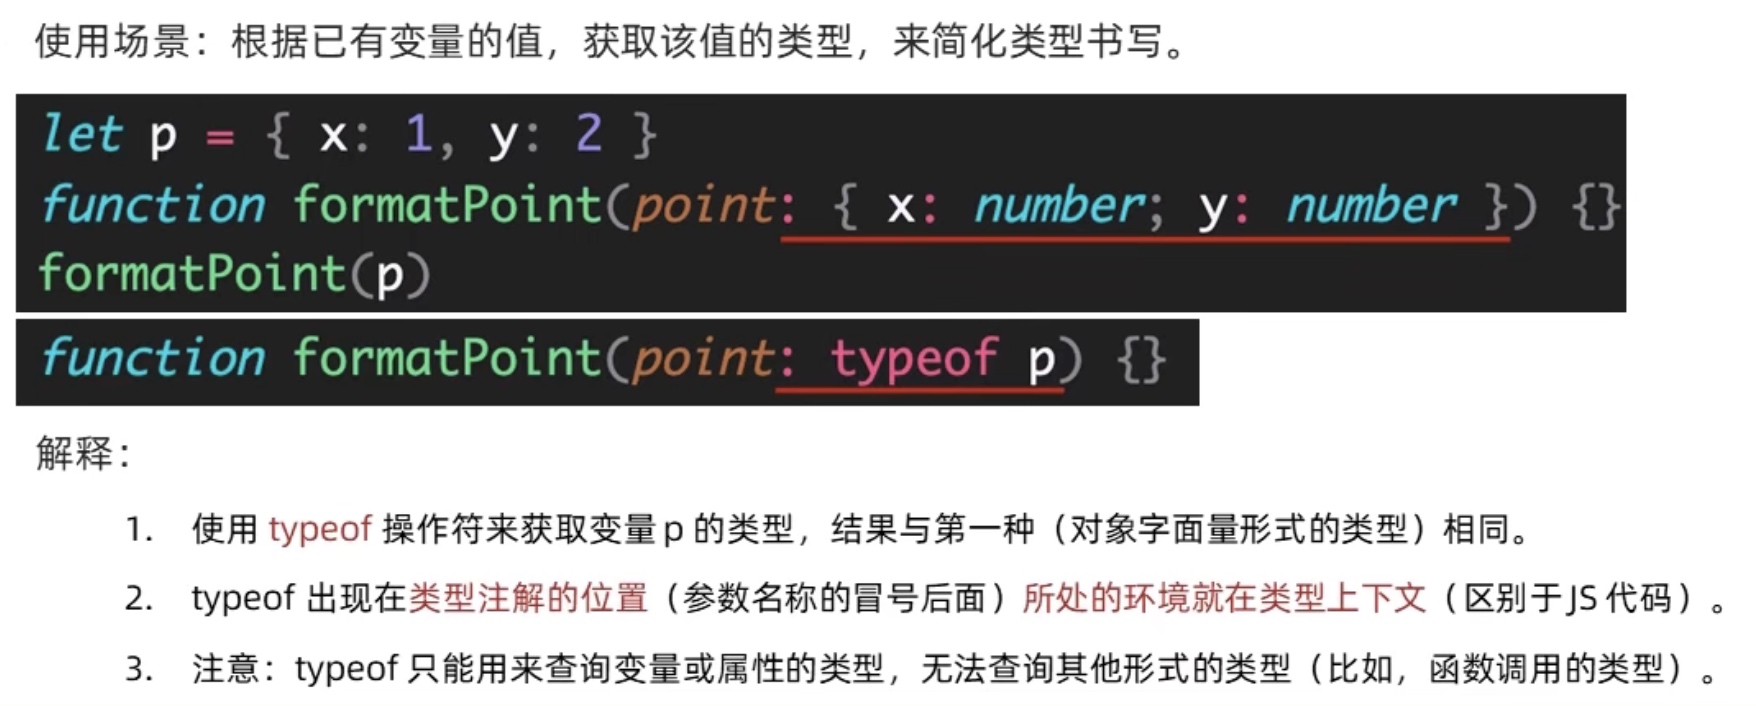 使用场景：根据已有变量的值，获取该值的类型，来简化类型书写。
let p = { x: 1, y: 2 }
function formatPoint(point: { x: number; y: number }) {}
formatPoint(p)
function formatPoint(point: typeof p) {}
解释：
1. 使用 typeof 操作符来获取变量 p 的类型，结果与第一种（对象字面量形式的类型）相同。
2. typeof 出现在类型注解的位置（参数名称的冒号后面）所处的环境就在类型上下文（区别于 JS 代码）。
3. 注意：typeof 只能用来查询变量或属性的类型，无法查询其他形式的类型（比如，函数调用的类型）。